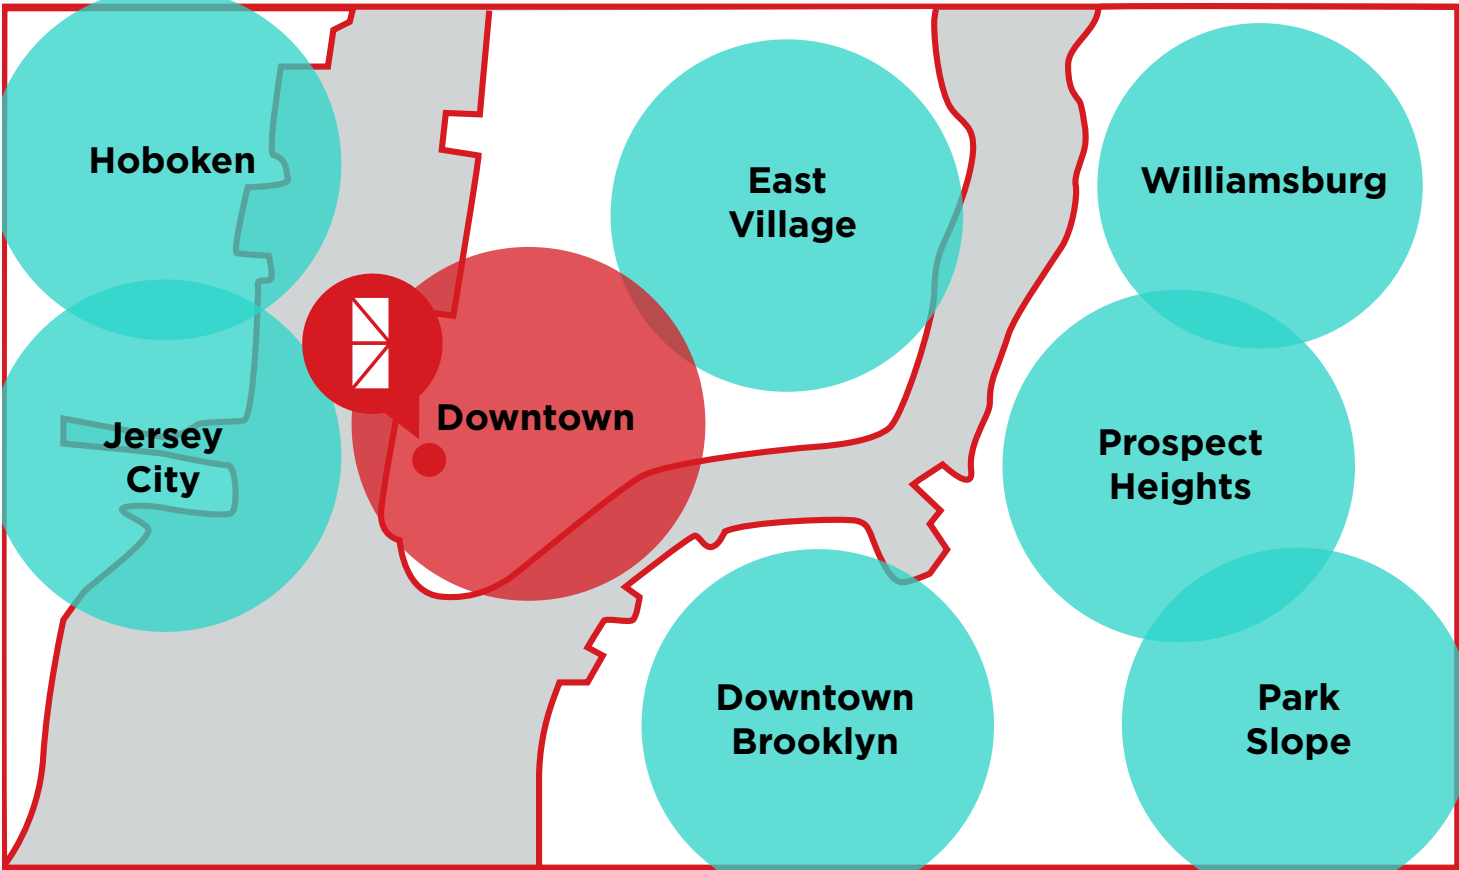 Hoboken
East
Village
Williamsburg
Jersey
City
Downtown
Prospect
Heights
Downtown
Brooklyn
Park
Slope